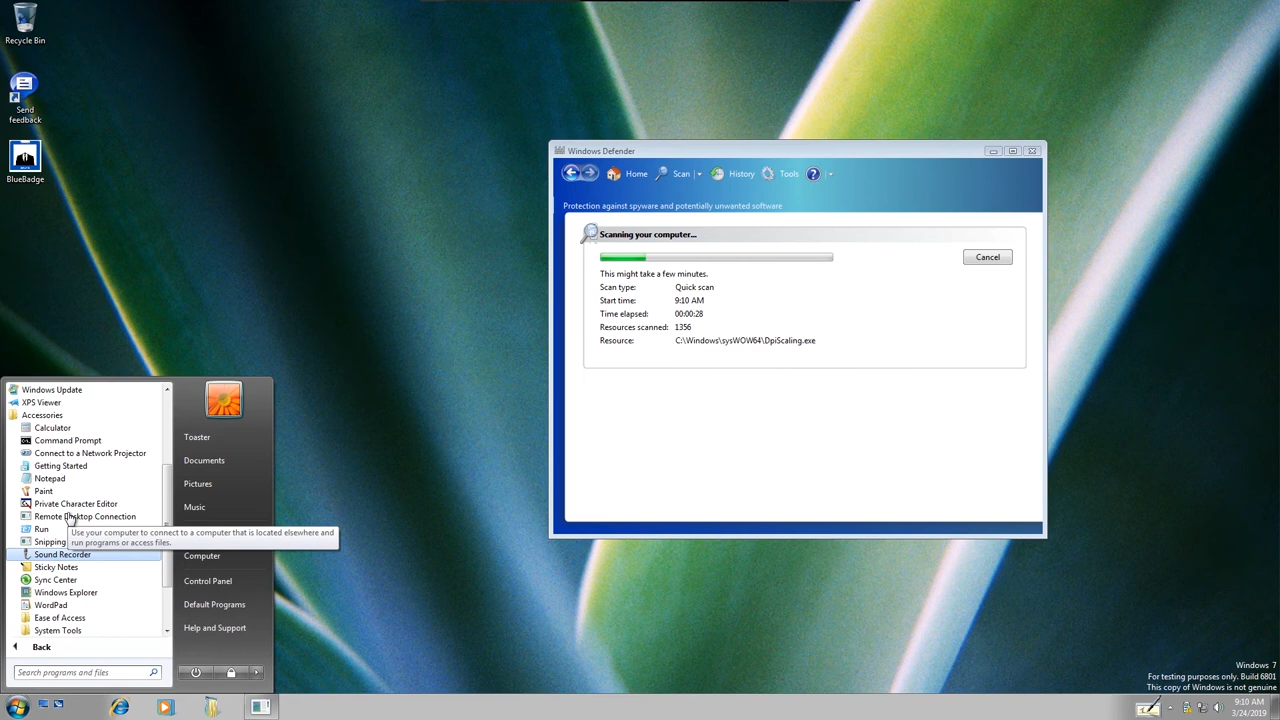 Recycle Bin
Send
feedback
BlueBadge
Windows Defender
Home
Scan
History
Tools
Protection against spyware and potentially unwanted software
Scanning your computer...
Cancel
This might take a few minutes.
Scan type: Quick scan
Start time: 9:10 AM
Time elapsed: 00:00:28
Resources scanned: 1356
Resource: C:\Windows\sysWOW64\DpiScaling.exe
Windows Update
XPS Viewer
Accessories
Calculator
Command Prompt
Connect to a Network Projector
Getting Started
Notepad
Paint
Private Character Editor
Remote Desktop Connection
Run
Snipping
Sound Recorder
Sticky Notes
Sync Center
Windows Explorer
WordPad
Ease of Access
System Tools
Back
Search programs and files
Use your computer to connect to a computer that is located elsewhere and
run programs or access files.
Toaster
Documents
Pictures
Music
Computer
Control Panel
Default Programs
Help and Support
Windows 7
For testing purposes only. Build 6801
This copy of Windows is not genuine
9:10 AM
3/24/2019